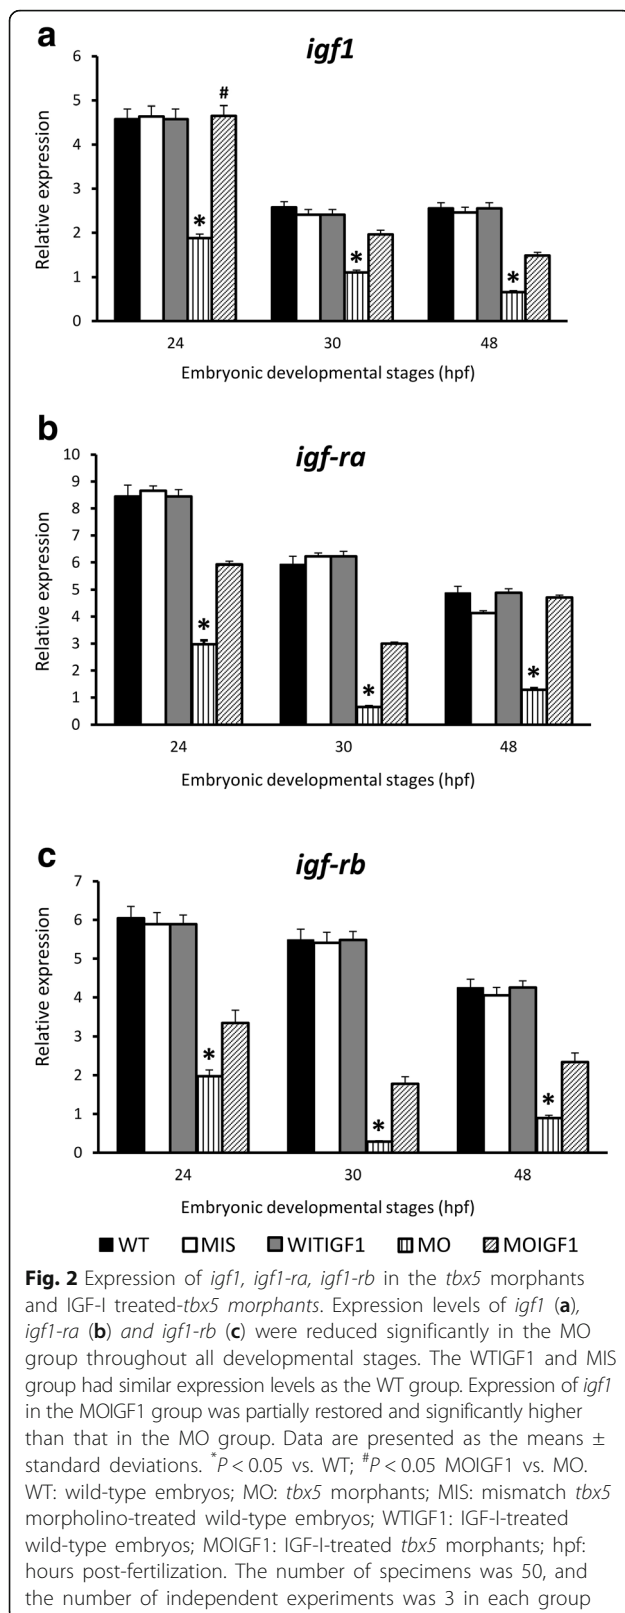 a
igf1
6
5
4
3
2
1
0
Relative expression
#
*
*
*
24 30 48
Embryonic developmental stages (hpf)
b
igf-ra
10
9
8
7
6
5
4
3
2
1
0
Relative expression
*
*
*
24 30 48
Embryonic developmental stages (hpf)
c
igf-rb
7
6
5
4
3
2
1
0
Relative expression
*
*
*
24 30 48
Embryonic developmental stages (hpf)
WT MIS WITIGF1 MO MOIGF1
Fig. 2 Expression of igf1, igf1-ra, igf1-rb in the tbx5 morphants
and IGF-I treated-tbx5 morphants. Expression levels of igf1 (a),
igf1-ra (b) and igf1-rb (c) were reduced significantly in the MO
group throughout all developmental stages. The WTIGF1 and MIS
group had similar expression levels as the WT group. Expression of igf1
in the MOIGF1 group was partially restored and significantly higher
than that in the MO group. Data are presented as the means ±
standard deviations. *P < 0.05 vs. WT; #P < 0.05 MOIGF1 vs. MO.
WT: wild-type embryos; MO: tbx5 morphants; MIS: mismatch tbx5
morpholino-treated wild-type embryos; WTIGF1: IGF-I-treated
wild-type embryos; MOIGF1: IGF-I-treated tbx5 morphants; hpf:
hours post-fertilization. The number of specimens was 50, and
the number of independent experiments was 3 in each group